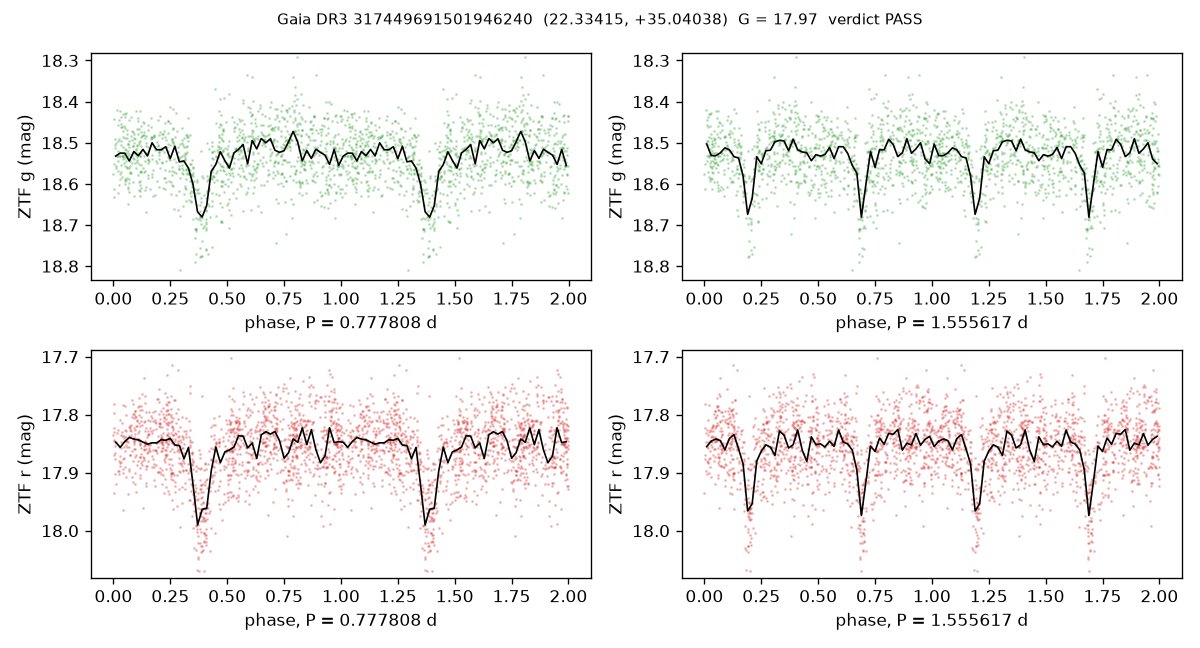 Gaia DR3 317449691501946240 (22.33415, +35.04038) G = 17.97 verdict PASS
ZTF g (mag)
18.3
18.4
18.5
18.6
18.7
18.8
0.00 0.25 0.50 0.75 1.00 1.25 1.50 1.75 2.00
phase, P = 0.777808 d
ZTF g (mag)
18.3
18.4
18.5
18.6
18.7
18.8
0.00 0.25 0.50 0.75 1.00 1.25 1.50 1.75 2.00
phase, P = 1.555617 d
ZTF r (mag)
17.7
17.8
17.9
18.0
0.00 0.25 0.50 0.75 1.00 1.25 1.50 1.75 2.00
phase, P = 0.777808 d
ZTF r (mag)
17.7
17.8
17.9
18.0
0.00 0.25 0.50 0.75 1.00 1.25 1.50 1.75 2.00
phase, P = 1.555617 d